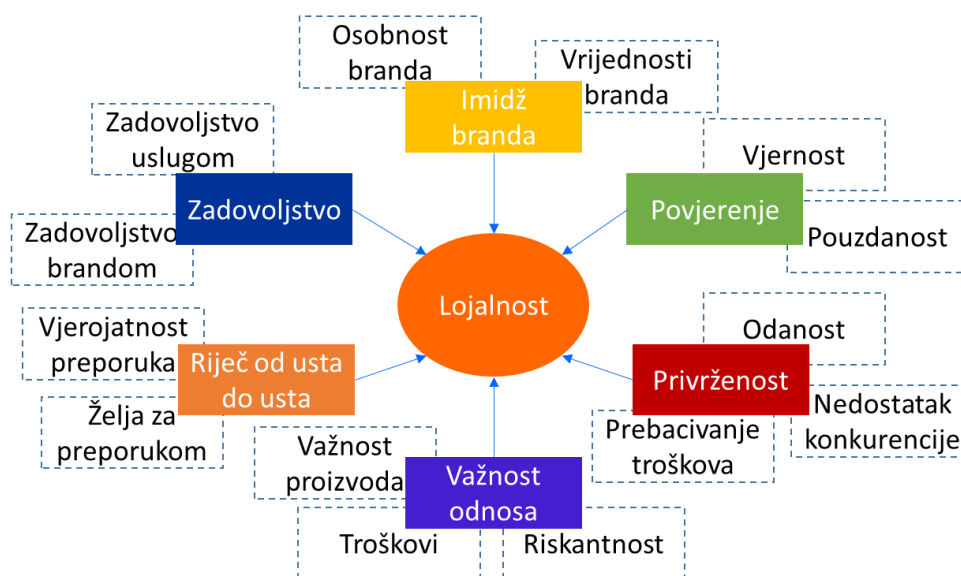 Osobnost
branda
Vrijednosti
branda
Imidž
branda
Zadovoljstvo
uslugom
Vjernost
Zadovoljstvo
Povjerenje
Zadovoljstvo
brandom
Pouzdanost
Lojalnost
Vjerojatnost
preporuka
Odanost
Riječ od usta
do usta
Privrženost
Želja za
preporukom
Nedostatak
konkurencije
Prebacivanje
troškova
Važnost
proizvoda
Važnost
odnosa
Troškovi
Riskantnost